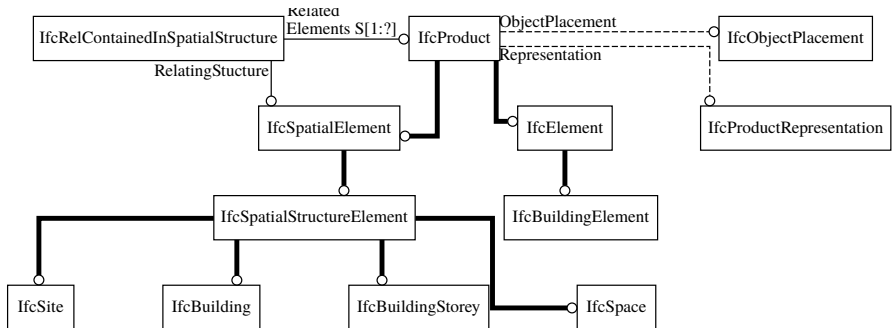 Related
Elements S[1:?]
IfcRelContainedInSpatialStructure
IfcProduct
ObjectPlacement
IfcObjectPlacement
Representation
RelatingStucture
IfcSpatialElement
IfcElement
IfcProductRepresentation
IfcSpatialStructureElement
IfcBuildingElement
IfcSite
IfcBuilding
IfcBuildingStorey
IfcSpace